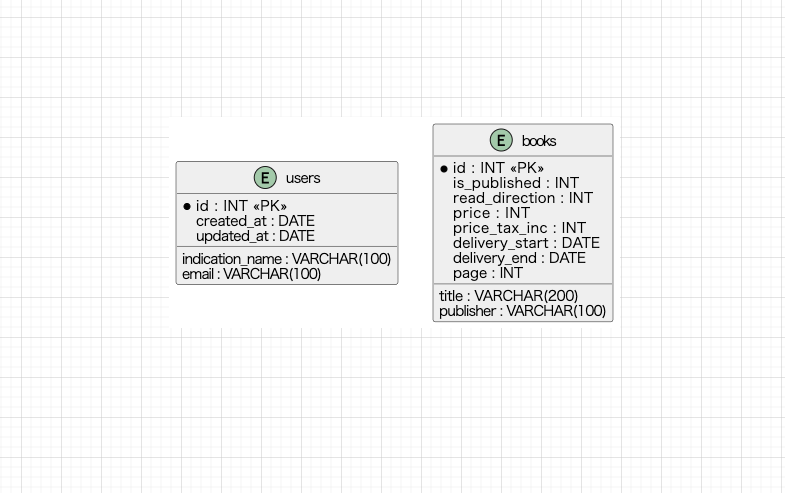 E users
id : INT «PK»
created_at : DATE
updated_at : DATE
indication_name : VARCHAR(100)
email : VARCHAR(100)
E books
id : INT «PK»
is_published : INT
read_direction : INT
price : INT
price_tax_inc : INT
delivery_start : DATE
delivery_end : DATE
page : INT
title : VARCHAR(200)
publisher : VARCHAR(100)